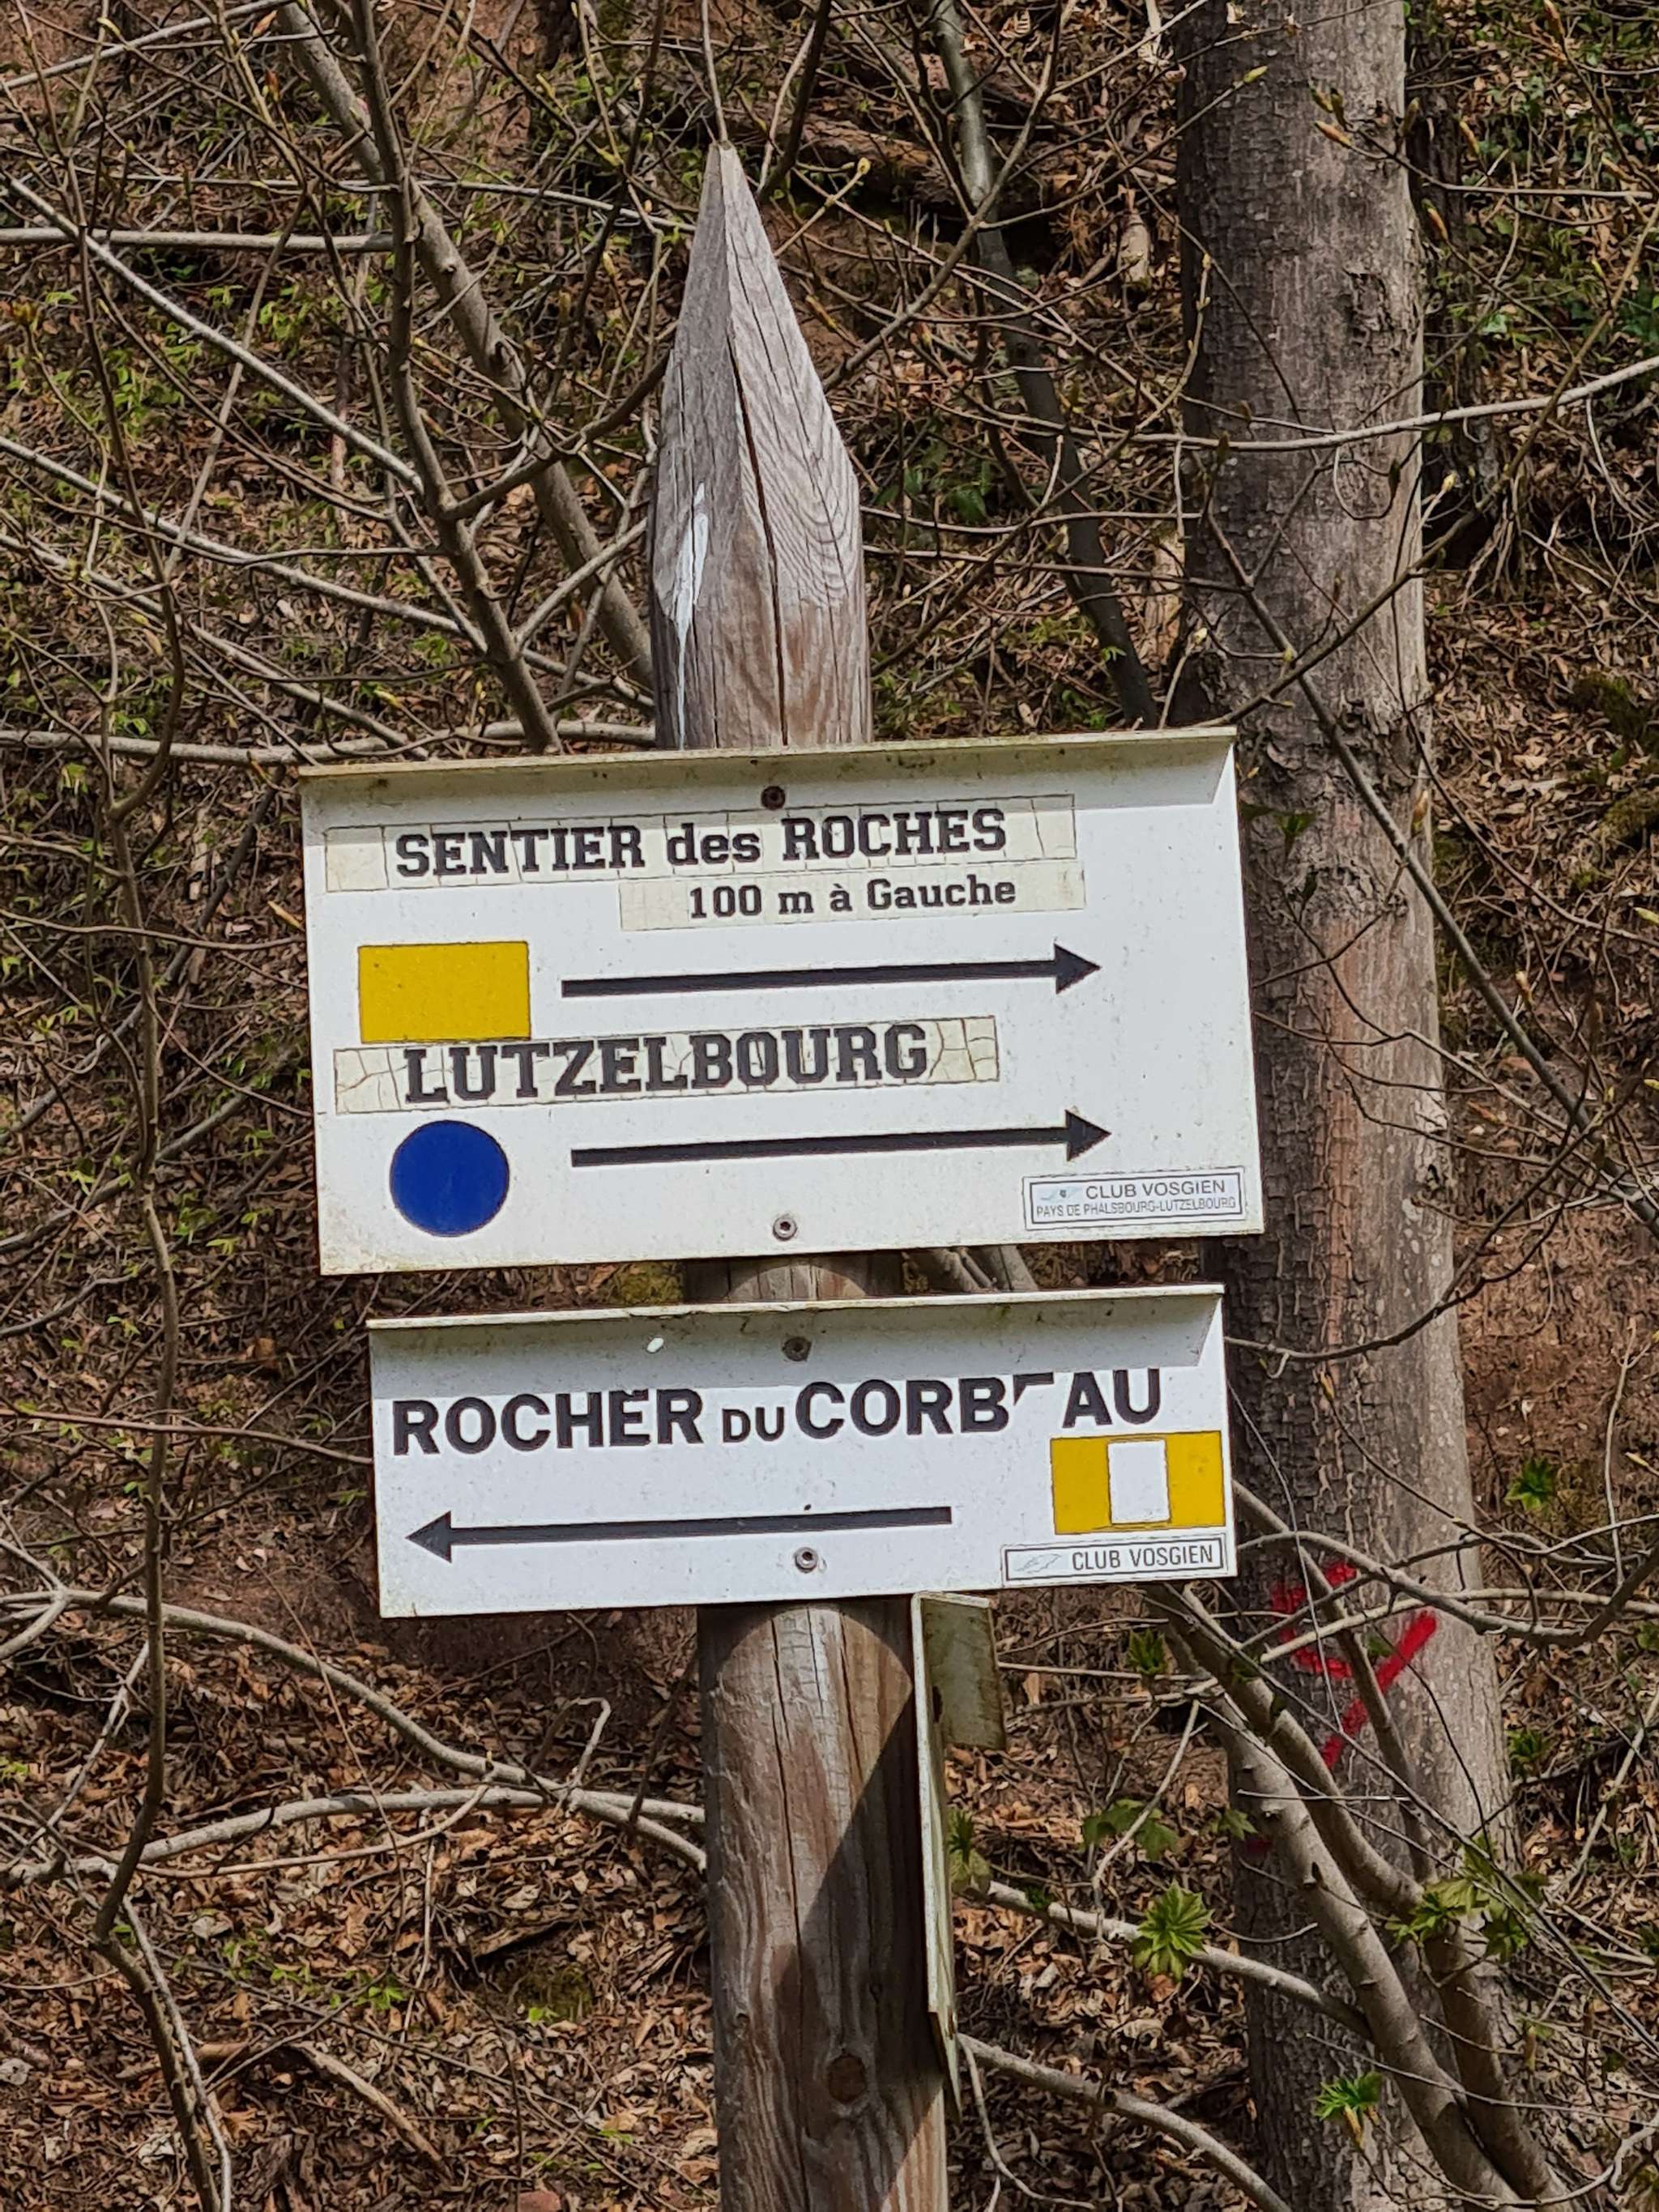 SENTIER des ROCHES
100 m à Gauche
LUTZELBOURG
CLUB VOSGIEN
PAYS DE PHALSBOURG-LUTZELBOURG
ROCHER DU CORBEAU
CLUB VOSGIEN